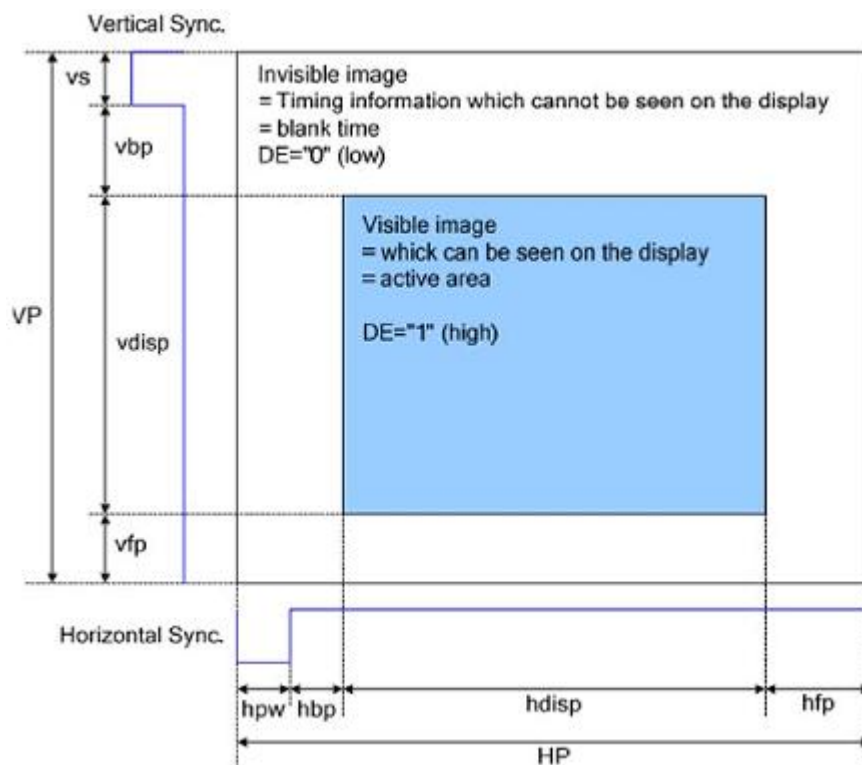 Vertical Sync.
vs
Invisible image
= Timing information which cannot be seen on the display
= blank time
DE="0" (low)
vbp
Visible image
= whick can be seen on the display
= active area
DE="1" (high)
VP
vdisp
vfp
Horizontal Sync.
hpw hbp hdisp hfp
HP